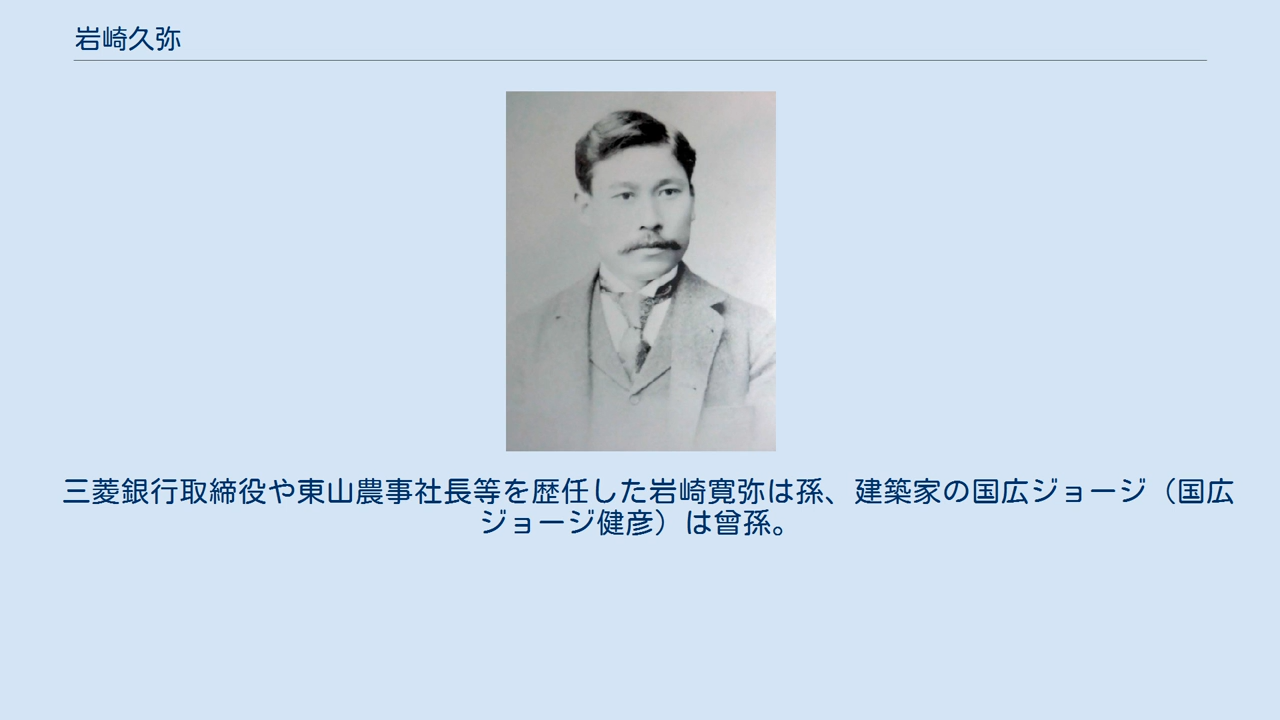 岩崎久弥
三菱銀行取締役や東山農事社長等を歴任した岩崎寛弥は孫、建築家の国広ジョージ（国広
ジョージ健彦）は曾孫。